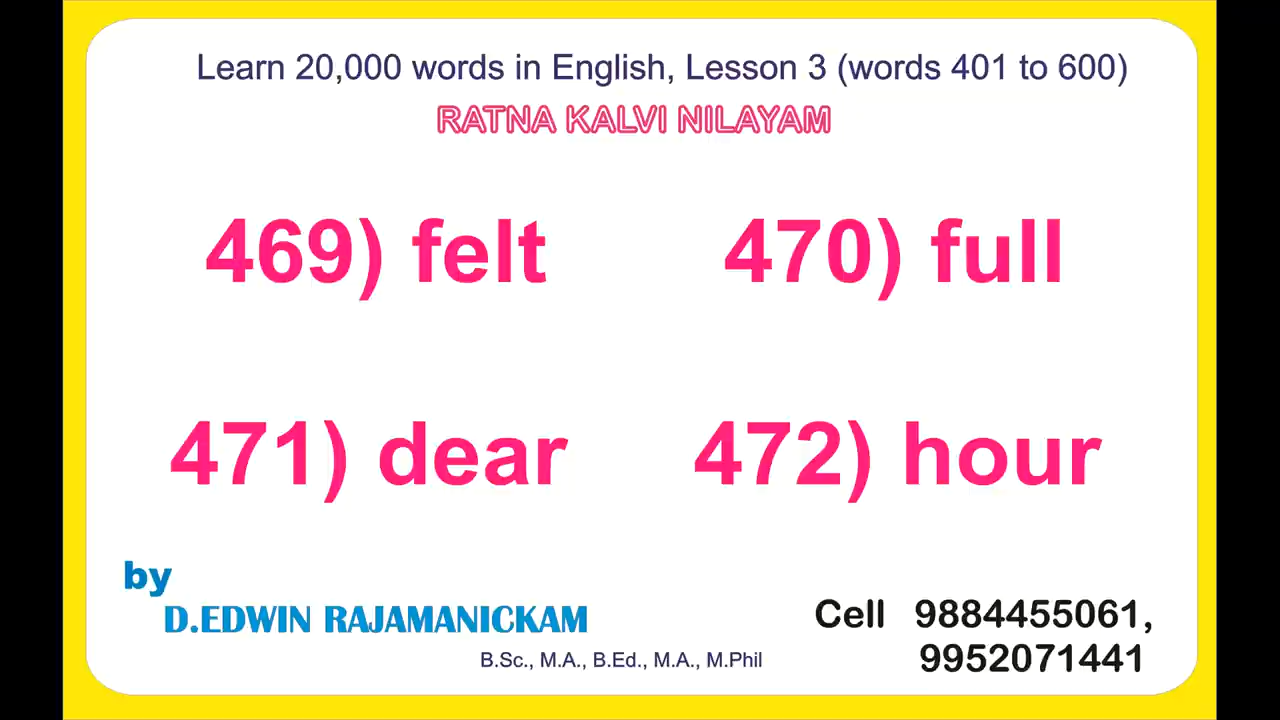 Learn 20,000 words in English, Lesson 3 (words 401 to 600)
RATNA KALVI NILAYAM
469) felt 470) full
471) dear 472) hour
by
D.EDWIN RAJAMANICKAM
B.Sc., M.A., B.Ed., M.A., M.Phil
Cell 9884455061,
9952071441